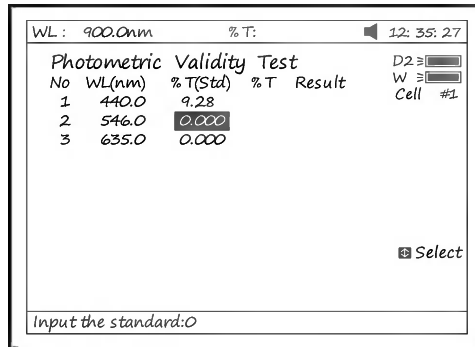 WL: 900.0nm %T: 12: 35: 27
Photometric Validity Test
D2
No WL(nm) %T(Std) %T Result
W
1 440.0 9.28
Cell #1
2 546.0 0.000
3 635.0 0.000
Select
Input the standard:0